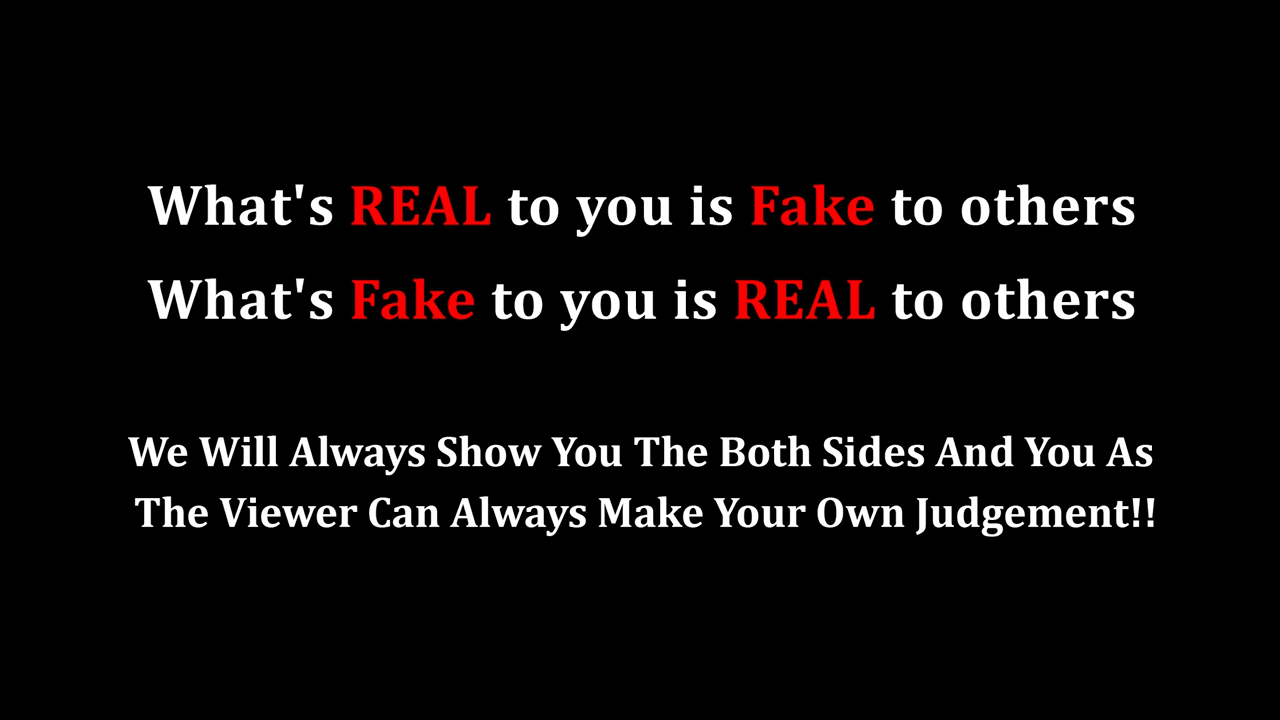 What's REAL to you is Fake to others
What's Fake to you is REAL to others
We Will Always Show You The Both Sides And You As
The Viewer Can Always Make Your Own Judgement!!